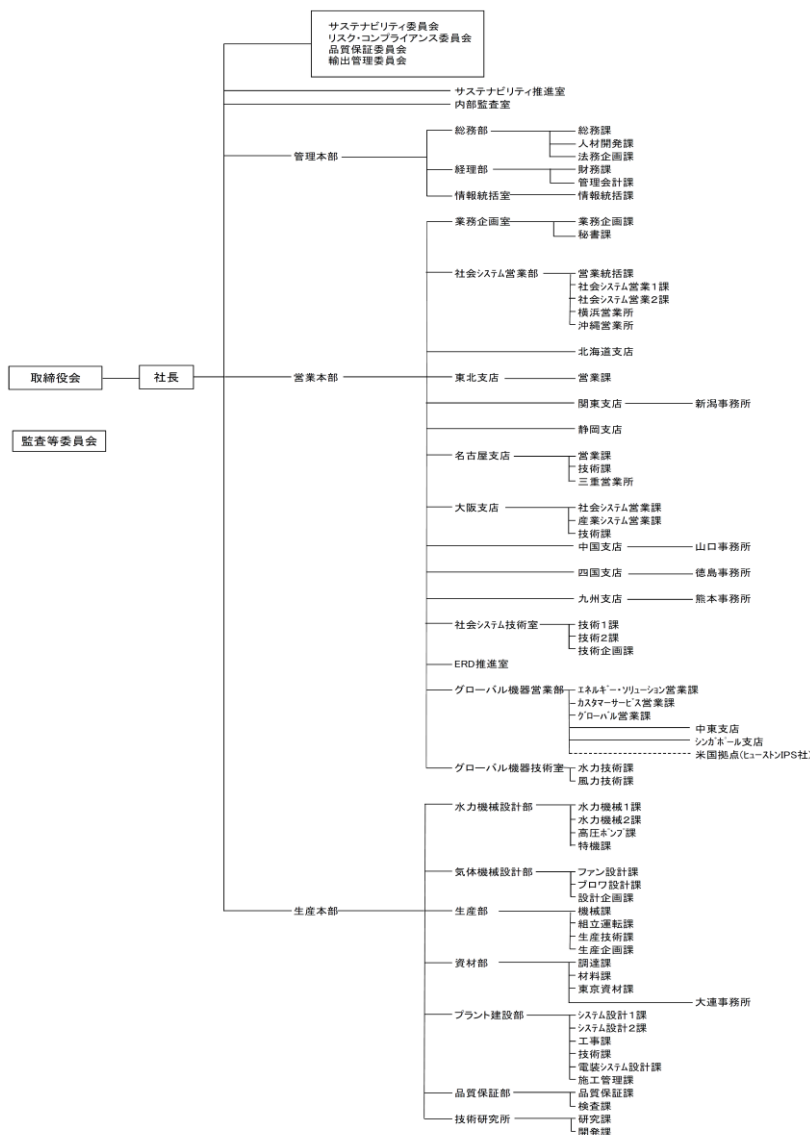 サステナビリティ委員会
リスク・コンプライアンス委員会
品質保証委員会
輸出管理委員会
サステナビリティ推進室
内部監査室
管理本部
総務部
総務課
人材開発課
法務企画課
経理部
財務課
管理会計課
情報統括室
情報統括課
取締役会
社長
監査等委員会
営業本部
業務企画室
業務企画課
秘書課
社会システム営業部
営業統括課
社会システム営業1課
社会システム営業2課
横浜営業所
沖縄営業所
北海道支店
東北支店
営業課
関東支店
新潟事務所
静岡支店
名古屋支店
営業課
技術課
三重営業所
大阪支店
社会システム営業課
産業システム営業課
技術課
中国支店
山口事務所
四国支店
徳島事務所
九州支店
熊本事務所
社会システム技術室
技術1課
技術2課
技術企画課
ERD推進室
グローバル機器営業部
エネルギー・ソリューション営業課
カスタマーサービス営業課
グローバル営業課
中東支店
シンガポール支店
米国拠点(ヒューストンIPS社)
グローバル機器技術室
水力技術課
風力技術課
生産本部
水力機械設計部
水力機械1課
水力機械2課
高圧ポンプ課
特機課
気体機械設計部
ファン設計課
ブロワ設計課
設計企画課
生産部
機械課
組立運転課
生産技術課
生産企画課
資材部
調達課
材料課
東京資材課
大連事務所
プラント建設部
システム設計1課
システム設計2課
工事課
技術課
電装システム設計課
施工管理課
品質保証部
品質保証課
検査課
技術研究所
研究課
開発課